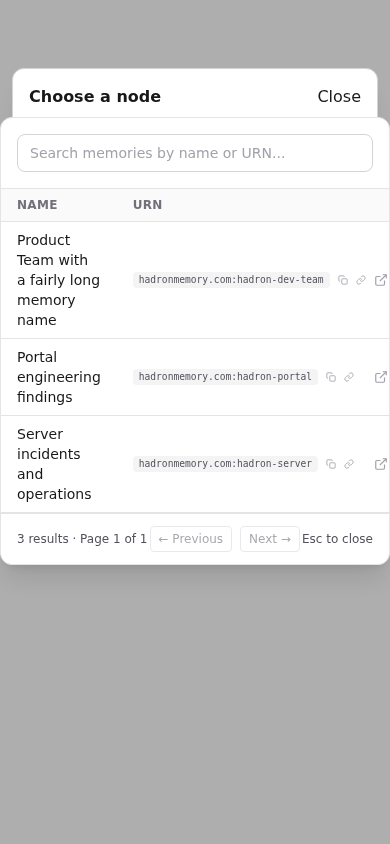 Choose a node
Close
Search memories by name or URN...
NAME
URN
Product
Team with
a fairly long
memory
name
hadronmemory.com:hadron-dev-team
Portal
engineering
findings
hadronmemory.com:hadron-portal
Server
incidents
and
operations
hadronmemory.com:hadron-server
3 results · Page 1 of 1
← Previous
Next →
Esc to close